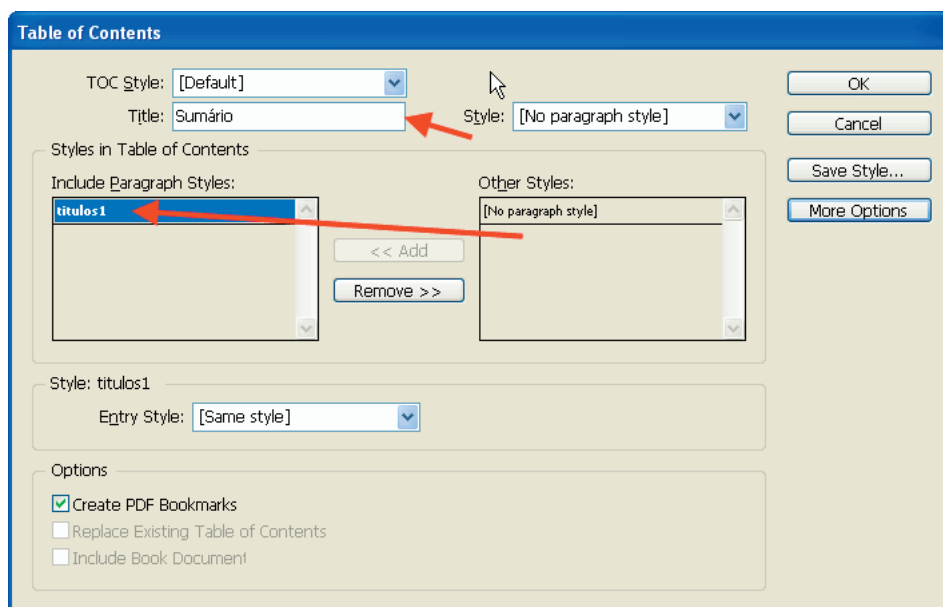 Table of Contents
TOC Style: [Default]
OK
Title: Sumário
Style: [No paragraph style]
Cancel
Styles in Table of Contents
Save Style...
Include Paragraph Styles:
Other Styles:
titulos1
[No paragraph style]
More Options
<< Add
Remove >>
Style: titulos1
Entry Style: [Same style]
Options
Create PDF Bookmarks
Replace Existing Table of Contents
Include Book Document